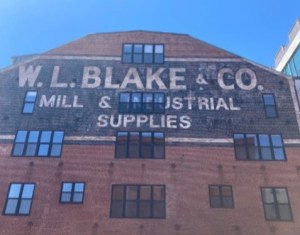 W.L. BLAKE & CO.
MILL & INDUSTRIAL
SUPPLIES